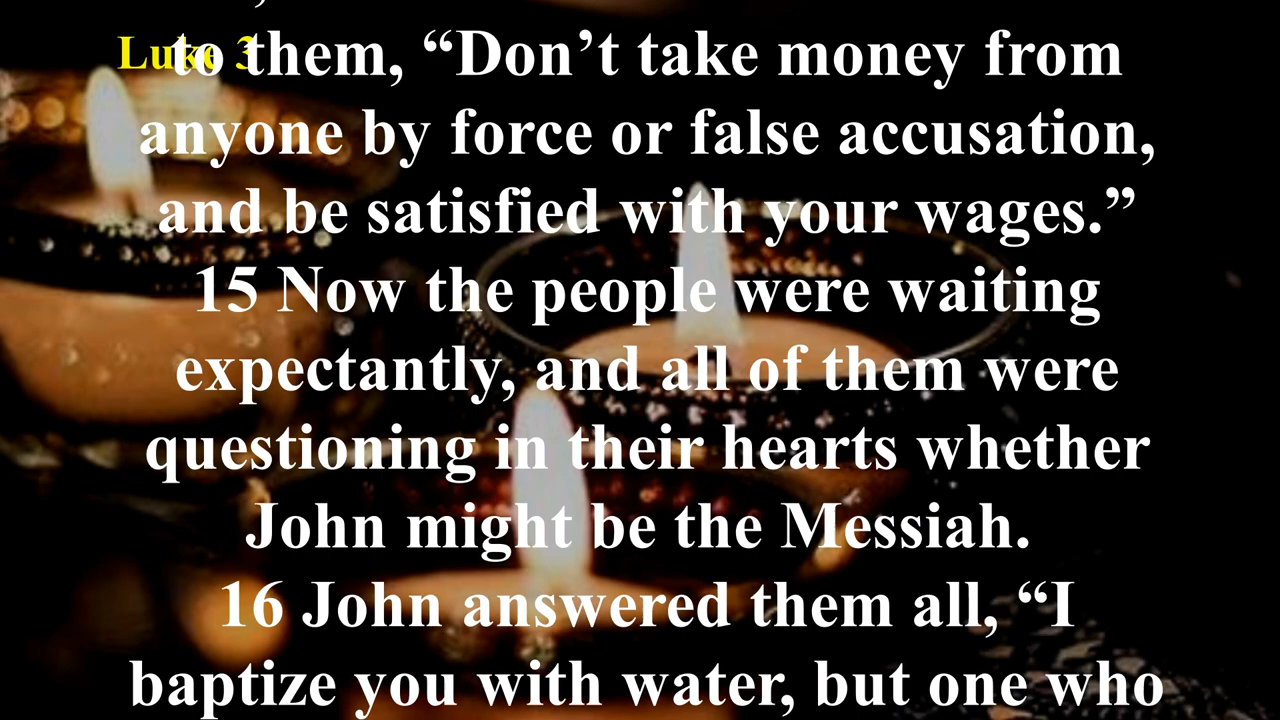 Luke 3
to them, “Don’t take money from
anyone by force or false accusation,
and be satisfied with your wages.”
15 Now the people were waiting
expectantly, and all of them were
questioning in their hearts whether
John might be the Messiah.
16 John answered them all, “I
baptize you with water, but one who